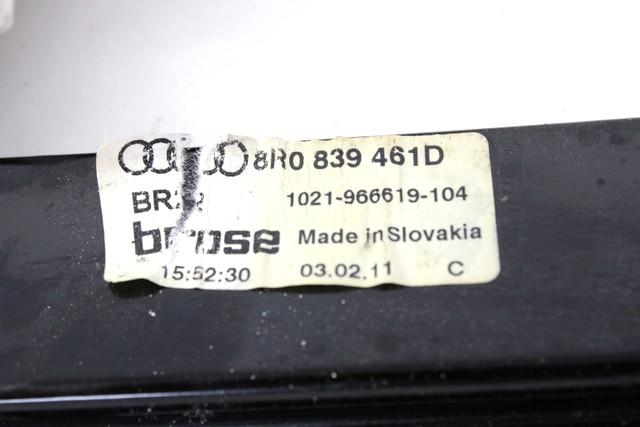 8R0 839 461D
1021-966619-104
brose Made in Slovakia
15:52:30 03.02.11 C